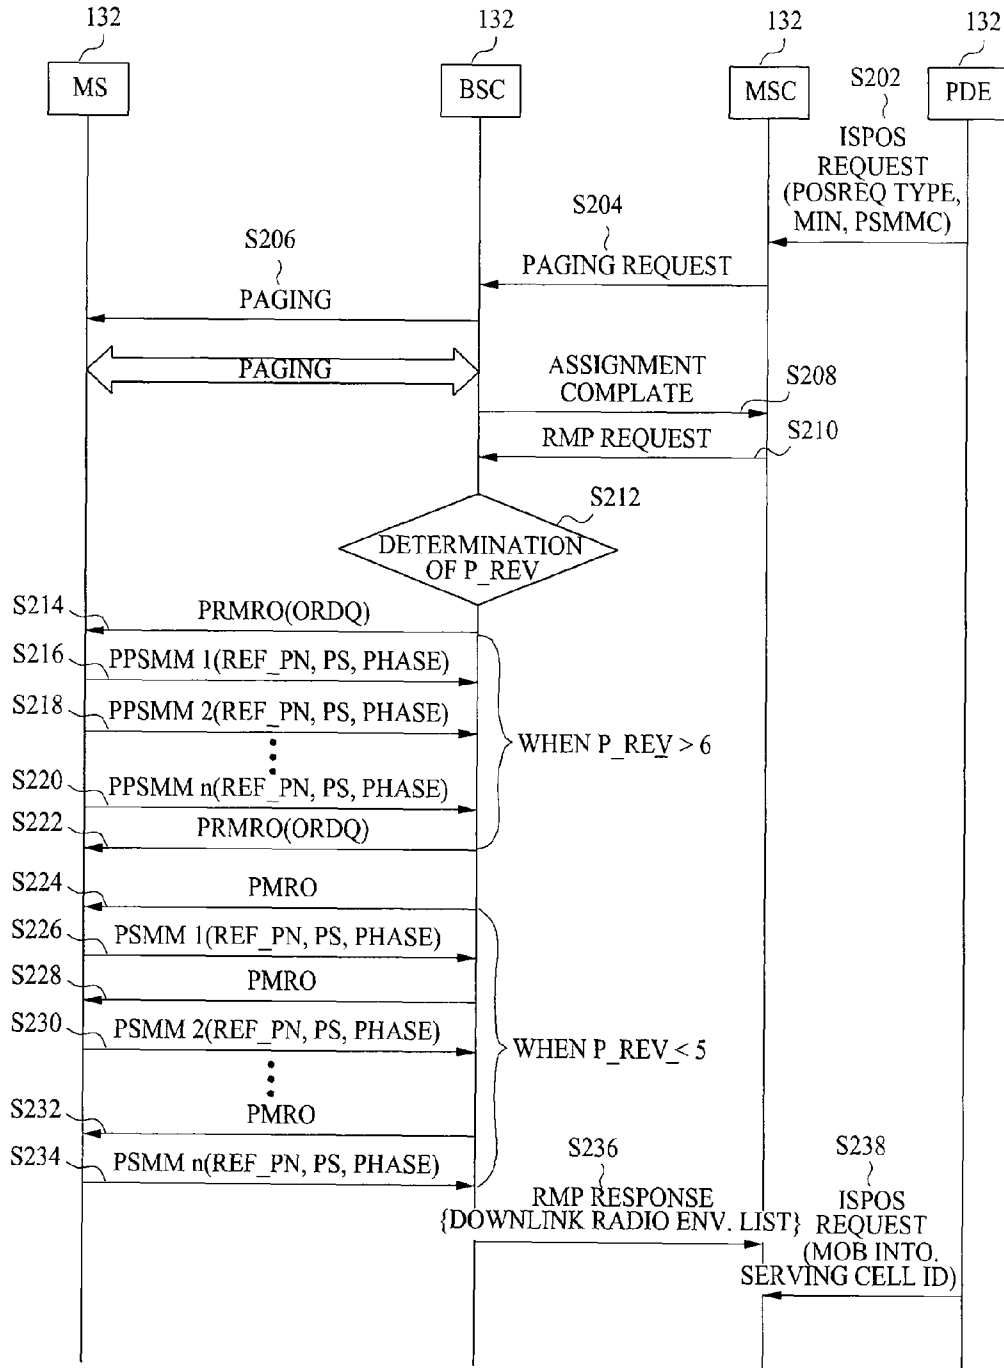 132
132
132
132
MS
BSC
MSC
PDE
S202
ISPOS
REQUEST
(POSREQ TYPE,
MIN, PSMMC)
S204
PAGING REQUEST
S206
PAGING
PAGING
ASSIGNMENT
COMPLATE
S208
RMP REQUEST
S210
S212
DETERMINATION
OF P_REV
S214
PRMRO(ORDQ)
S216
PPSMM 1(REF_PN, PS, PHASE)
S218
PPSMM 2(REF_PN, PS, PHASE)
WHEN P_REV > 6
S220
PPSMM n(REF_PN, PS, PHASE)
S222
PRMRO(ORDQ)
S224
PMRO
S226
PSMM 1(REF_PN, PS, PHASE)
S228
PMRO
S230
PSMM 2(REF_PN, PS, PHASE)
WHEN P_REV_< 5
S232
PMRO
S234
PSMM n(REF_PN, PS, PHASE)
S236
RMP RESPONSE
{DOWNLINK RADIO ENV. LIST}
S238
ISPOS
REQUEST
(MOB INTO.
SERVING CELL ID)